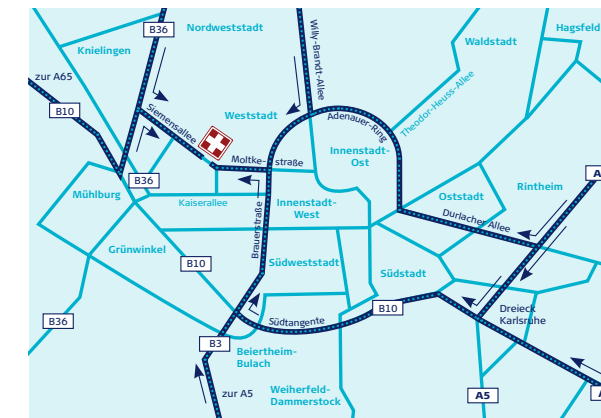 B36
Nordweststadt
Willy-Brandt-Allee
Waldstadt
Hagsfeld
Knielingen
zur A65
B10
Siemensallee
Weststadt
Adenauer-Ring
Theodor-Heuss-Allee
Moltke-straße
Innenstadt-
Ost
B36
Mühlburg
Kaiserallee
Innenstadt-
West
Oststadt
Rintheim
A
Durlacher Allee
Grünwinkel
Brauerstraße
B10
Südweststadt
Südstadt
B36
B10
Südtangente
Dreieck
Karlsruhe
B3
Beiertheim-
Bulach
zur A5
Weiherfeld-
Dammerstock
A5
A